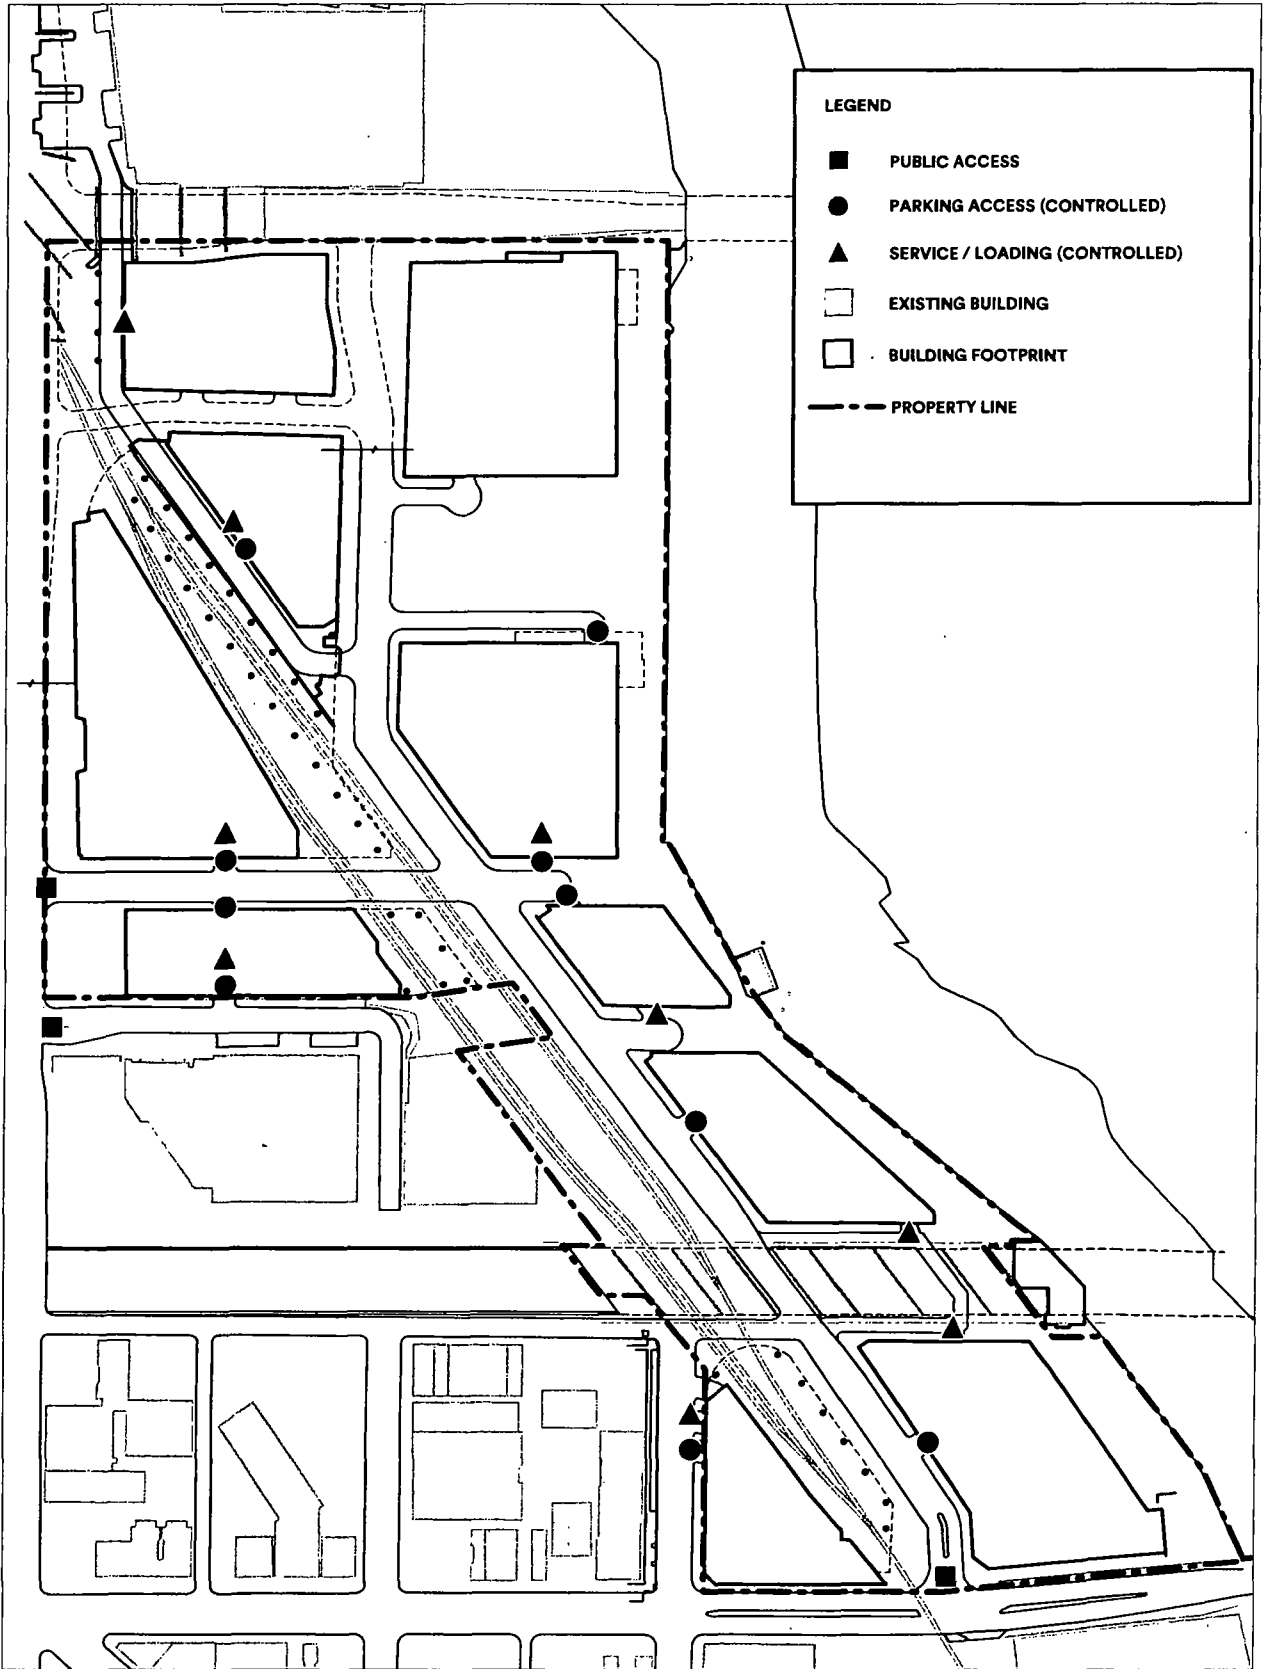 LEGEND
PUBLIC ACCESS
PARKING ACCESS (CONTROLLED)
SERVICE / LOADING (CONTROLLED)
EXISTING BUILDING
BUILDING FOOTPRINT
PROPERTY LINE